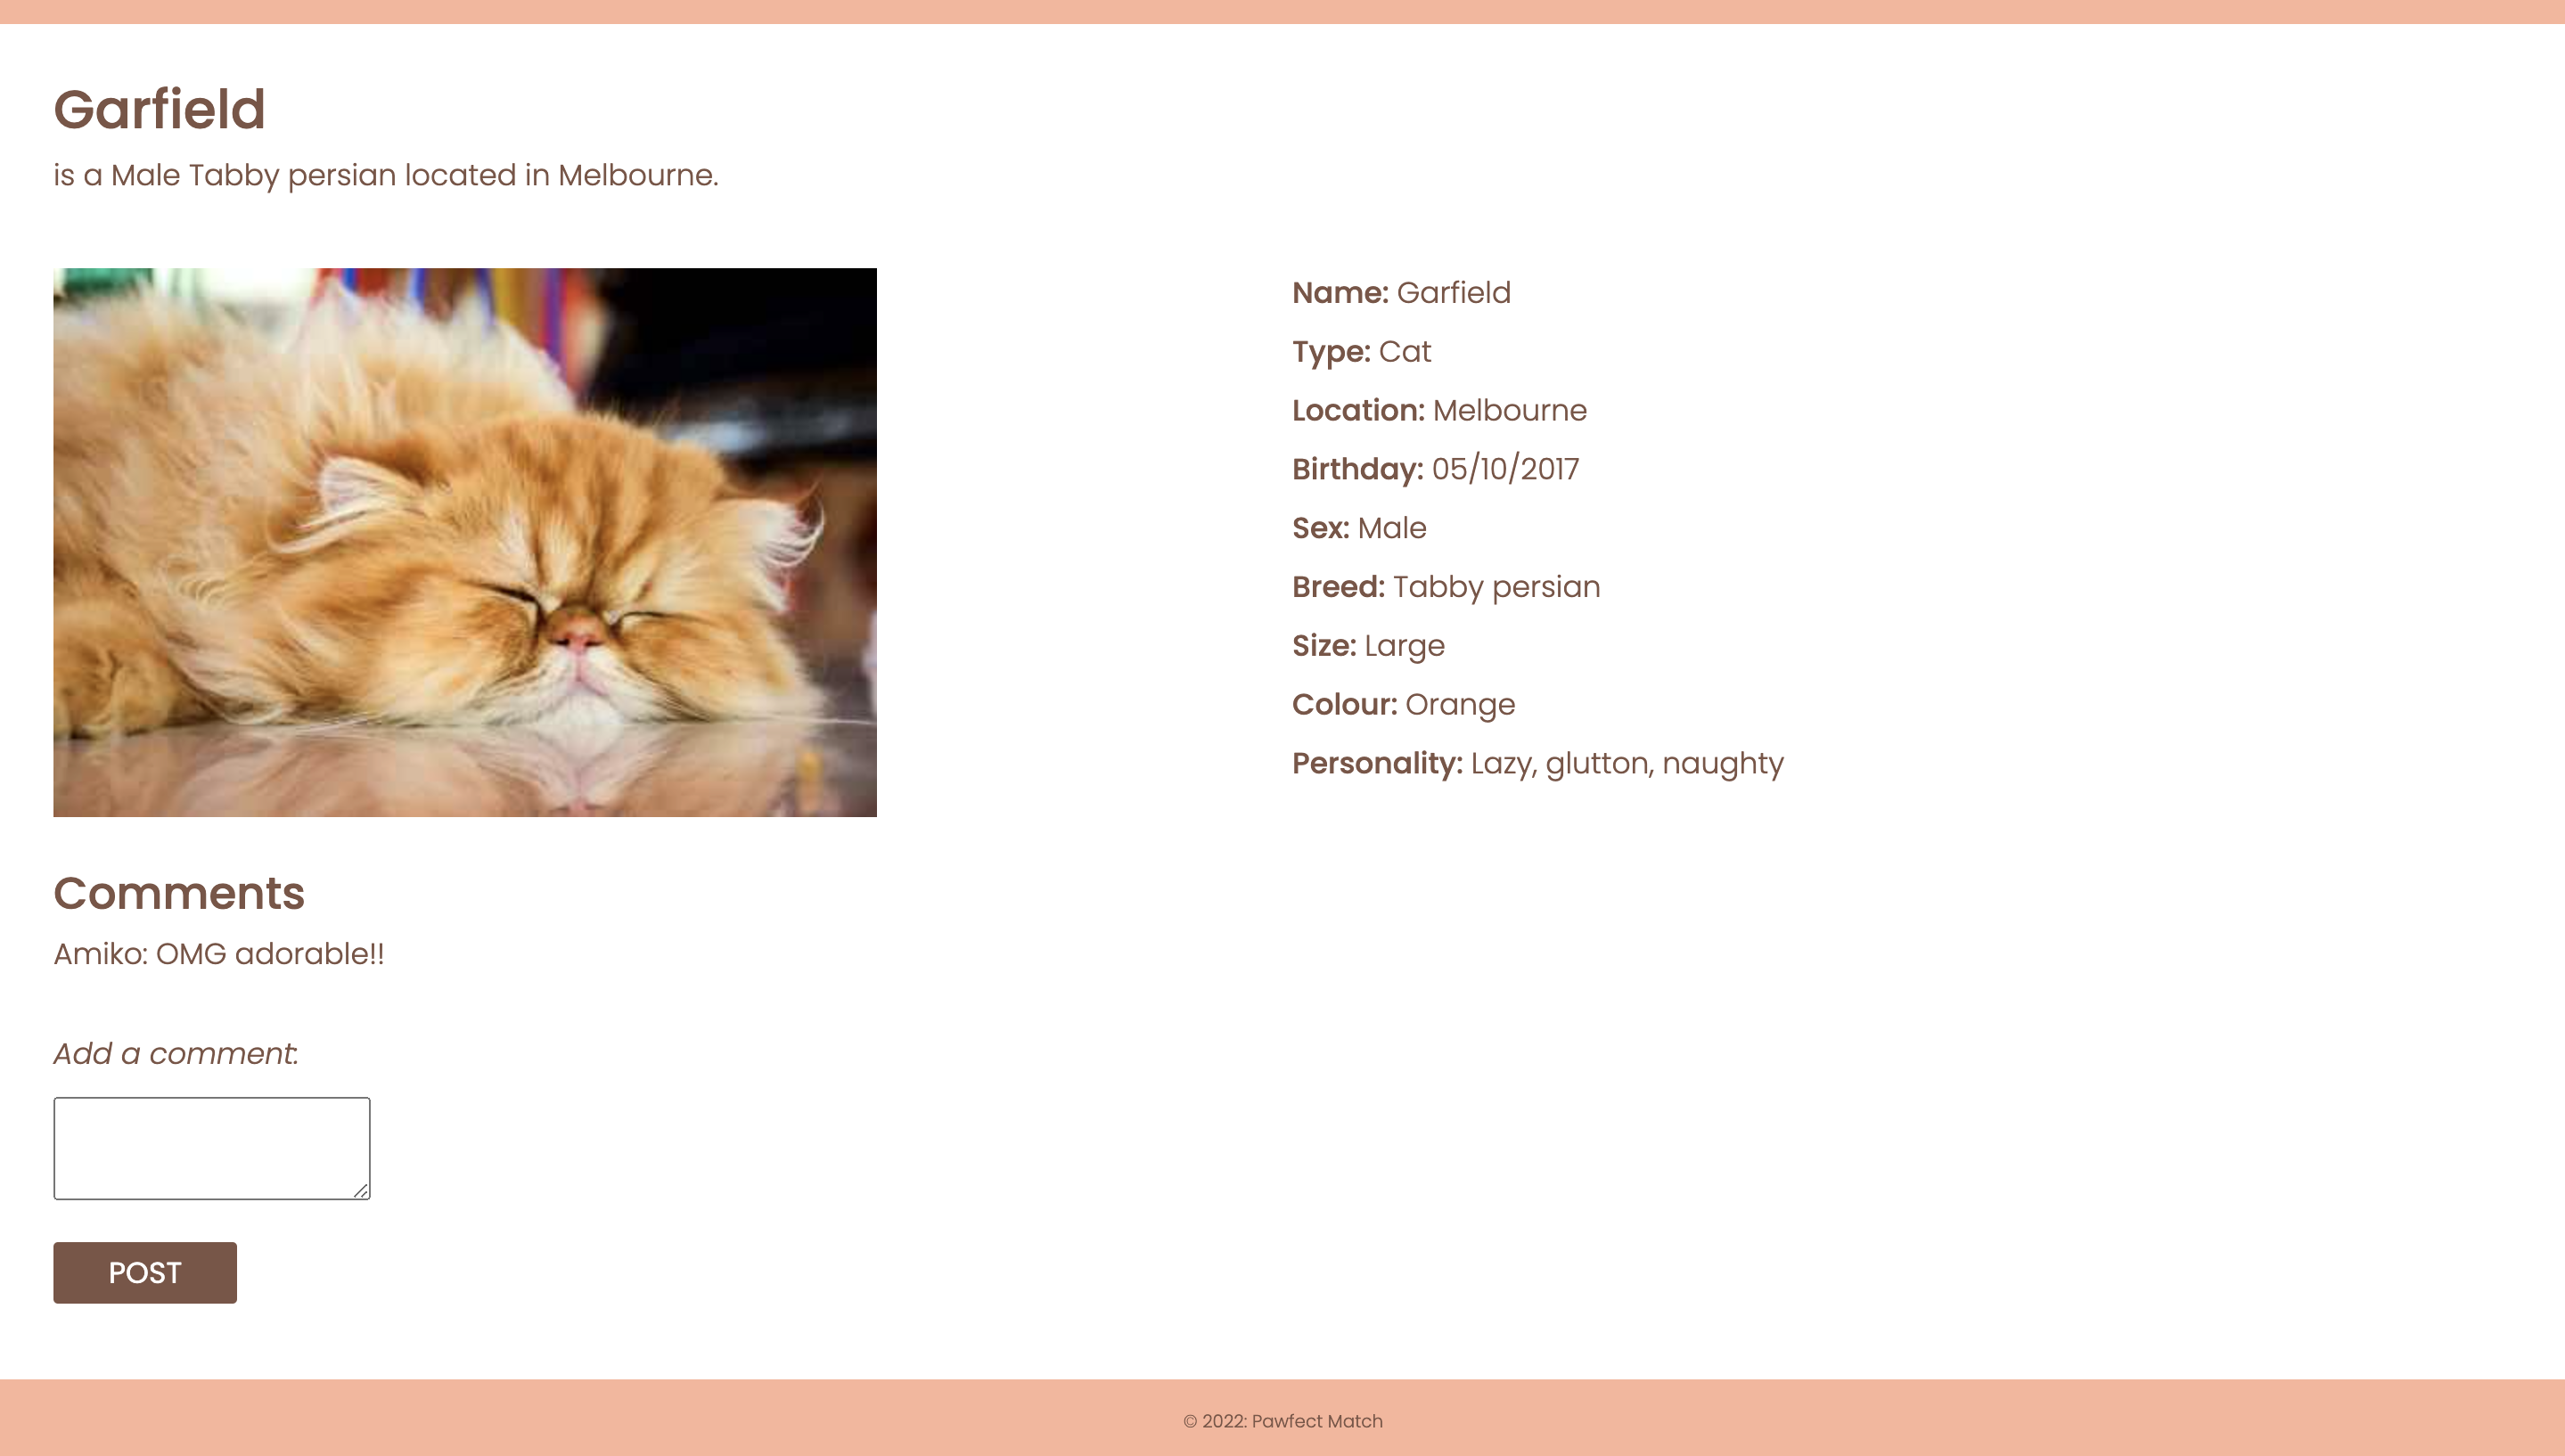 Garfield
is a Male Tabby persian located in Melbourne.
Name: Garfield
Type: Cat
Location: Melbourne
Birthday: 05/10/2017
Sex: Male
Breed: Tabby persian
Size: Large
Colour: Orange
Personality: Lazy, glutton, naughty
Comments
Amiko: OMG adorable!!
Add a comment:
POST
© 2022: Pawfect Match